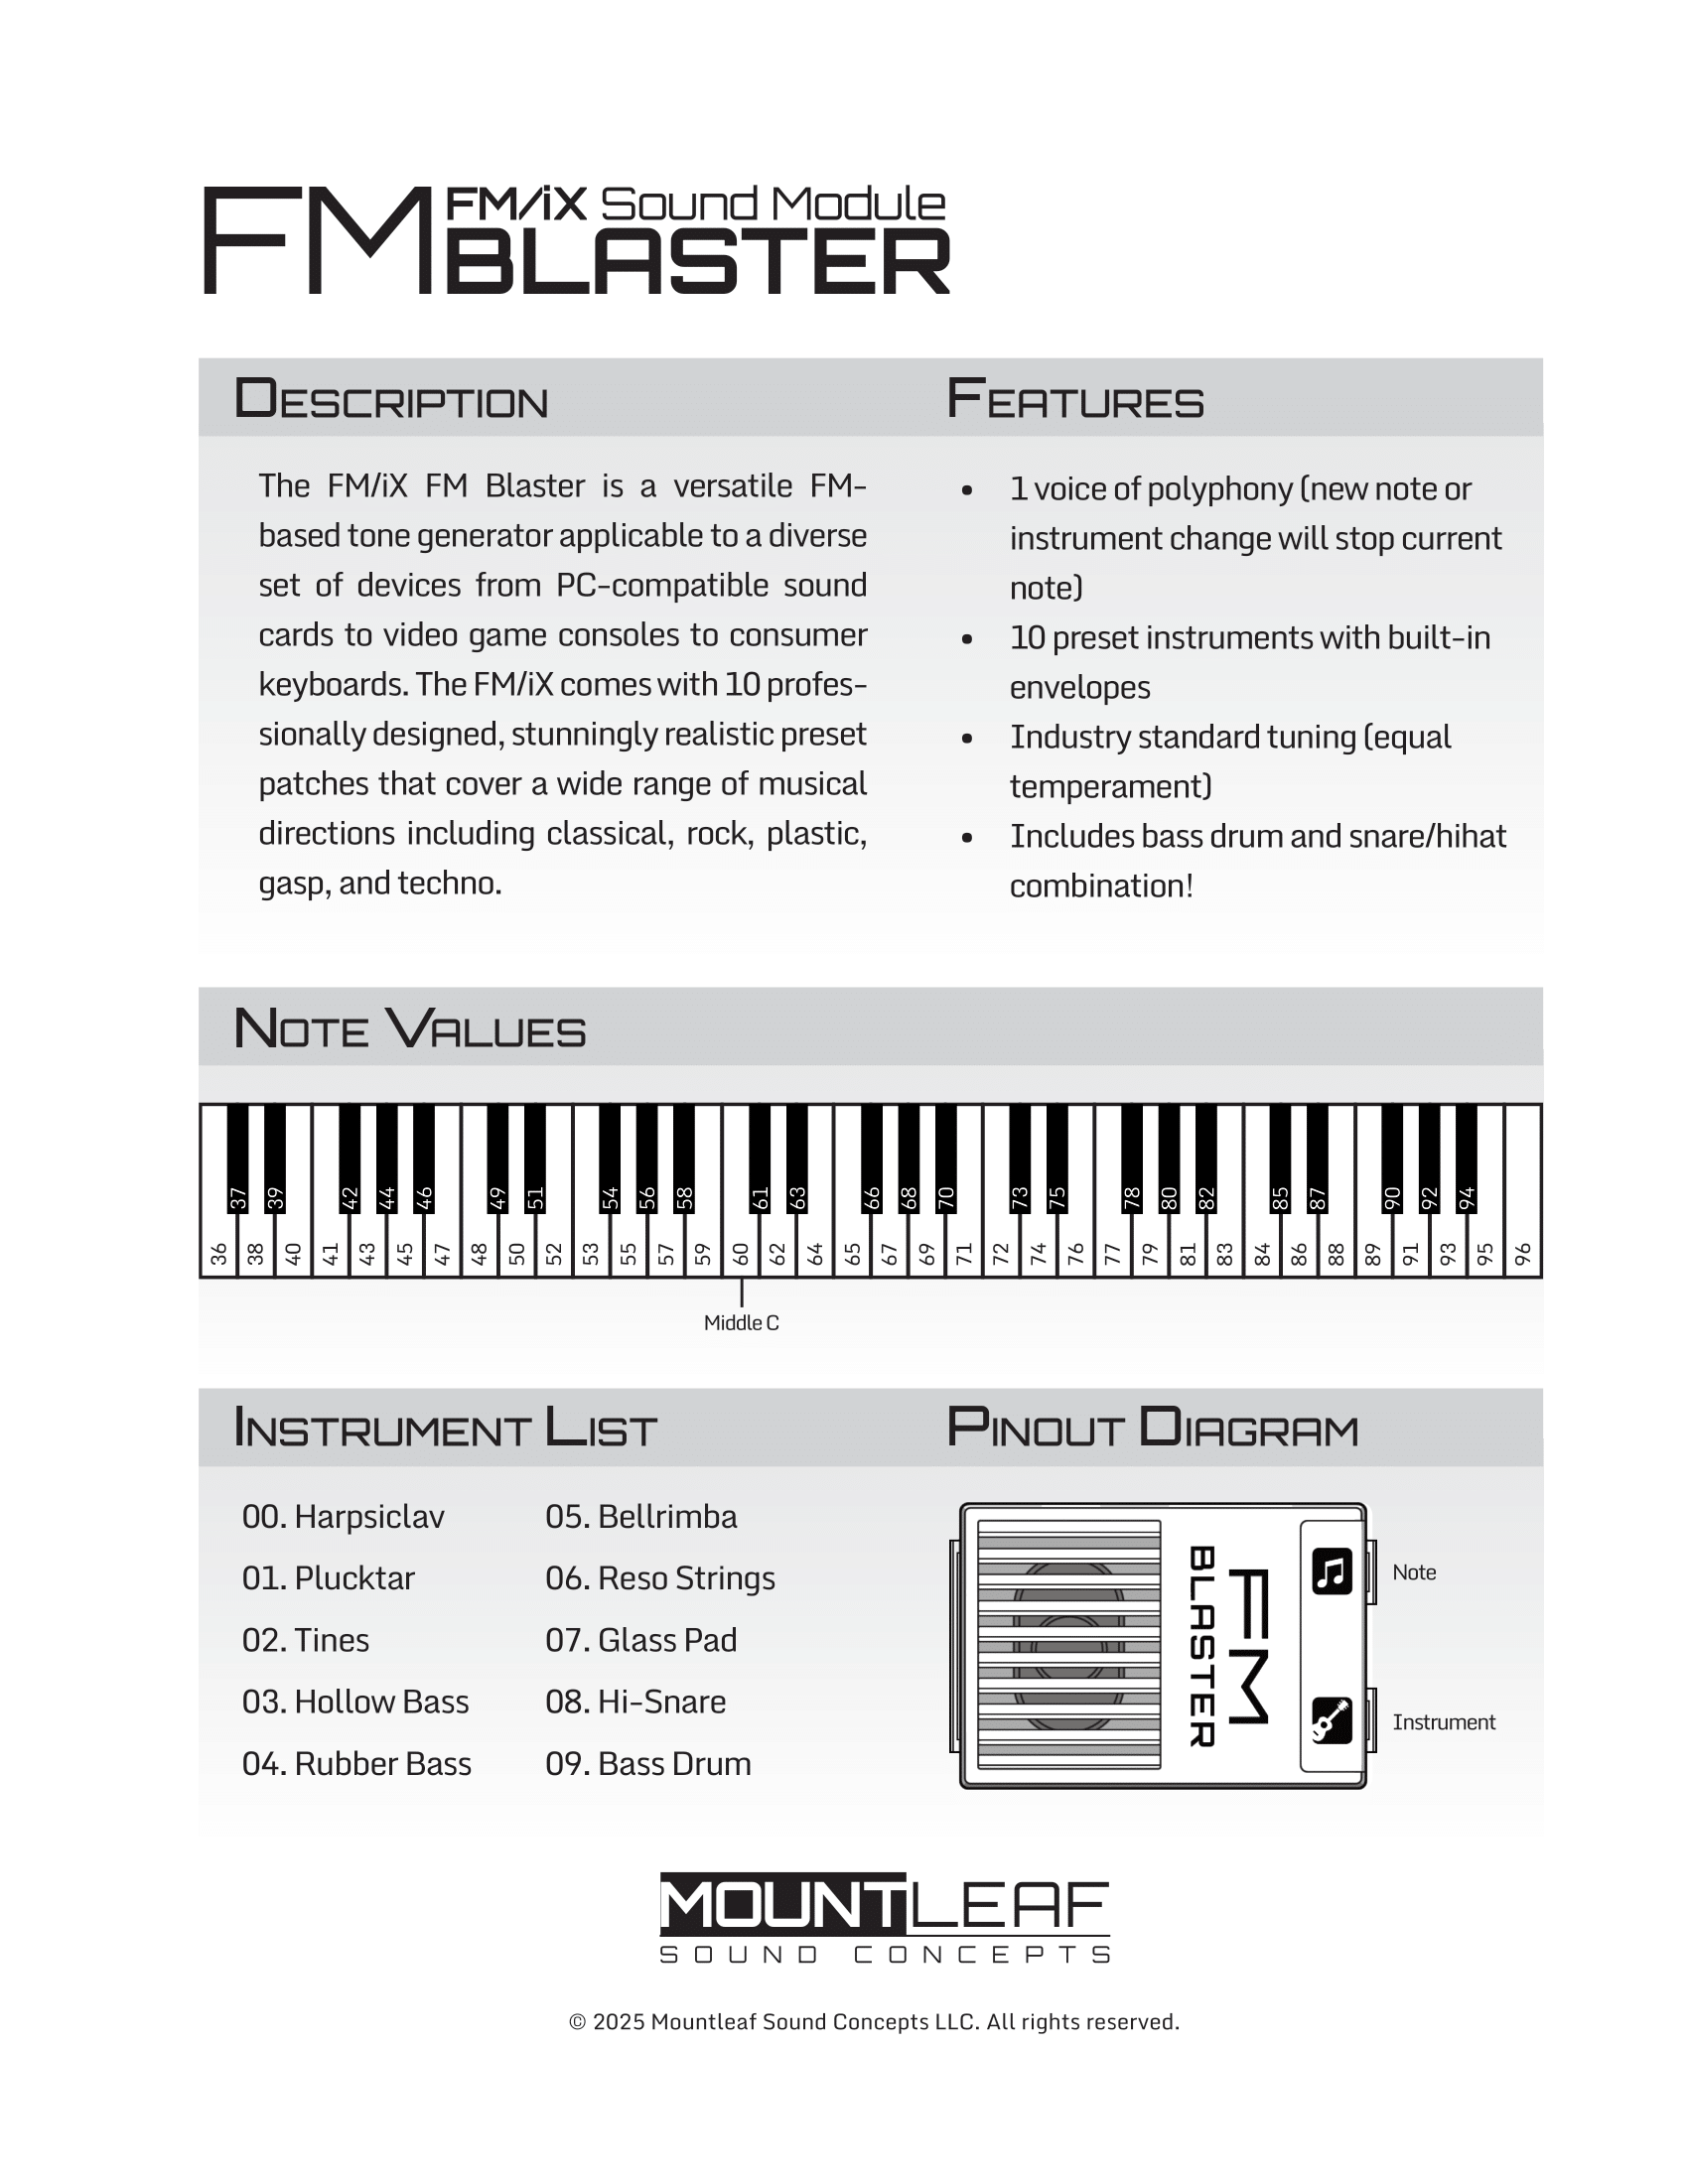 FM FM/iX Sound Module
BLASTER
Description
The FM/iX FM Blaster is a versatile FM-
based tone generator applicable to a diverse
set of devices from PC-compatible sound
cards to video game consoles to consumer
keyboards. The FM/iX comes with 10 profes-
sionally designed, stunningly realistic preset
patches that cover a wide range of musical
directions including classical, rock, plastic,
gasp, and techno.
Features
• 1 voice of polyphony (new note or
instrument change will stop current
note)
• 10 preset instruments with built-in
envelopes
• Industry standard tuning (equal
temperament)
• Includes bass drum and snare/hihat
combination!
Note Values
37 39 42 44 46 49 51 54 56 58 61 63 66 68 70 73 75 78 80 82 85 87 90 92 94
36 38 40 41 43 45 47 48 50 52 53 55 57 59 60 62 64 65 67 69 71 72 74 76 77 79 81 83 84 86 88 89 91 93 95 96
Middle C
Instrument List
00. Harpsiclav
01. Plucktar
02. Tines
03. Hollow Bass
04. Rubber Bass
05. Bellrimba
06. Reso Strings
07. Glass Pad
08. Hi-Snare
09. Bass Drum
Pinout Diagram
FM
BLASTER
Note
Instrument
MOUNTLEAF
SOUND CONCEPTS
© 2025 Mountleaf Sound Concepts LLC. All rights reserved.